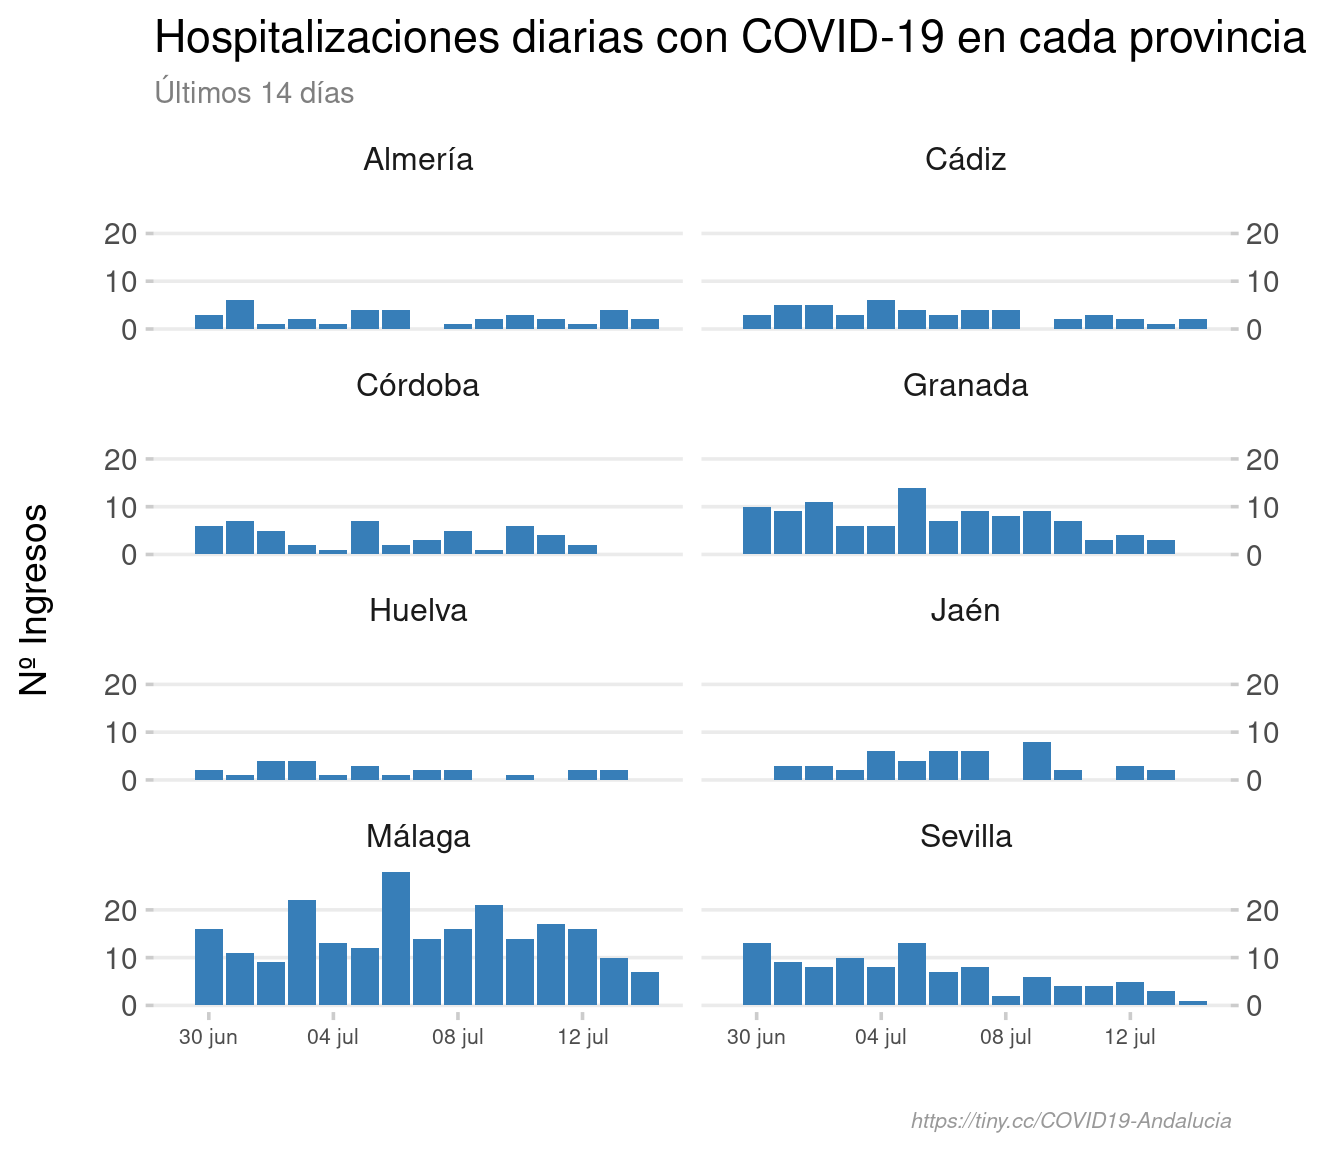 Hospitalizaciones diarias con COVID-19 en cada provincia
Últimos 14 días
Almería
Cádiz
20
10
0
20
10
0
Córdoba
Granada
20
10
0
20
10
0
Nº Ingresos
Huelva
Jaén
20
10
0
20
10
0
Málaga
Sevilla
20
10
0
20
10
0
30 jun 04 jul 08 jul 12 jul
30 jun 04 jul 08 jul 12 jul
https://tiny.cc/COVID19-Andalucia